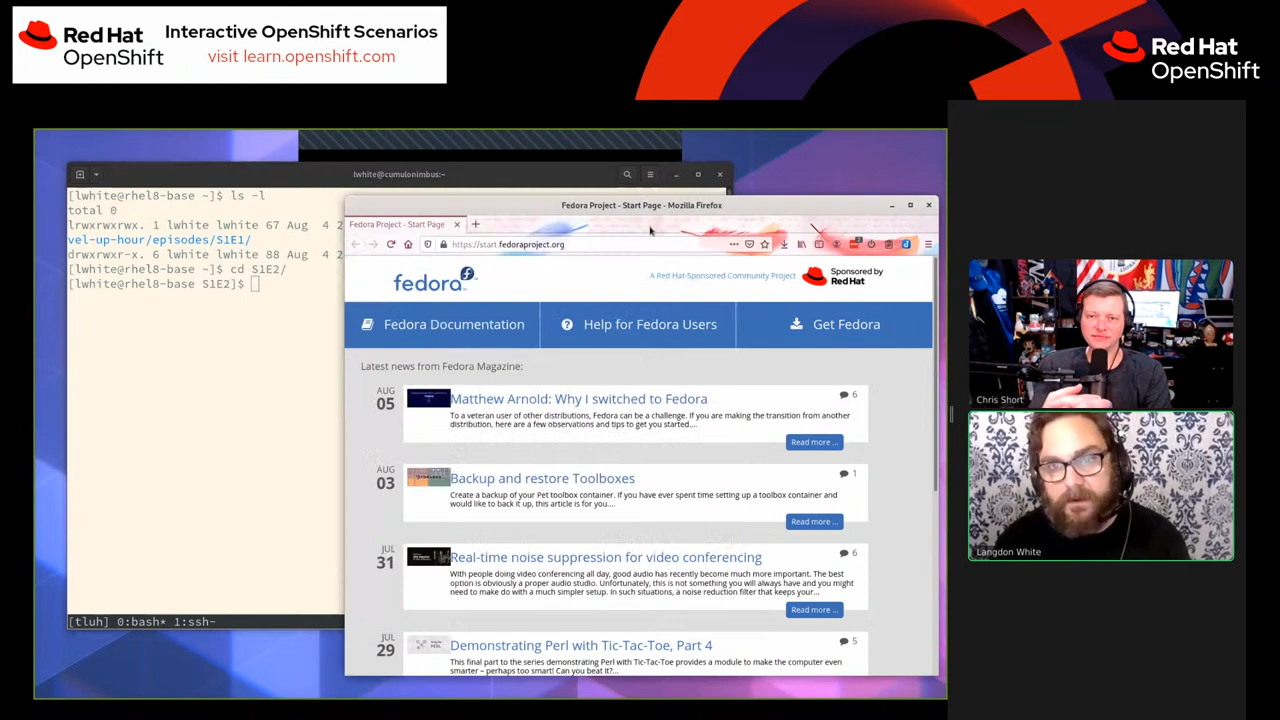 Red Hat
OpenShift
Interactive OpenShift Scenarios
visit learn.openshift.com
Red Hat
OpenShift
lwhite@cumulonimbus:~
[lwhite@rhel8-base ~]$ ls -l
total 0
lrwxrwxrwx. 1 lwhite lwhite 67 Aug 4 2
vel-up-hour/episodes/S1E1/
drwxrwxr-x. 6 lwhite lwhite 88 Aug 4 2
[lwhite@rhel8-base ~]$ cd S1E2/
[lwhite@rhel8-base S1E2]$
[tluh] 0:bash* 1:ssh-
Fedora Project - Start Page - Mozilla Firefox
Fedora Project - Start Page
https://start.fedoraproject.org
fedora
A Red Hat-Sponsored Community Project
Sponsored by
Red Hat
Fedora Documentation
Help for Fedora Users
Get Fedora
Latest news from Fedora Magazine:
AUG
05
Matthew Arnold: Why I switched to Fedora
6
To a veteran user of other distributions, Fedora can be a challenge. If you are making the transition from another
distribution, here are a few observations and tips to get you started....
Read more ...
AUG
03
Backup and restore Toolboxes
1
Create a backup of your Pet toolbox container. If you have ever spent time setting up a toolbox container and
would like to back it up, this article is for you....
Read more ...
JUL
31
Real-time noise suppression for video conferencing
6
With people doing video conferencing all day, good audio has recently become much more important. The best
option is obviously a proper audio studio. Unfortunately, this is not something you will always have and you might
need to make do with a much simpler setup. In such situations, a noise reduction filter that keeps your...
Read more ...
JUL
29
Demonstrating Perl with Tic-Tac-Toe, Part 4
5
This final part to the series demonstrating Perl with Tic-Tac-Toe provides a module to make the computer even
smarter – perhaps too smart! Can you beat it?...
Chris Short
Langdon White